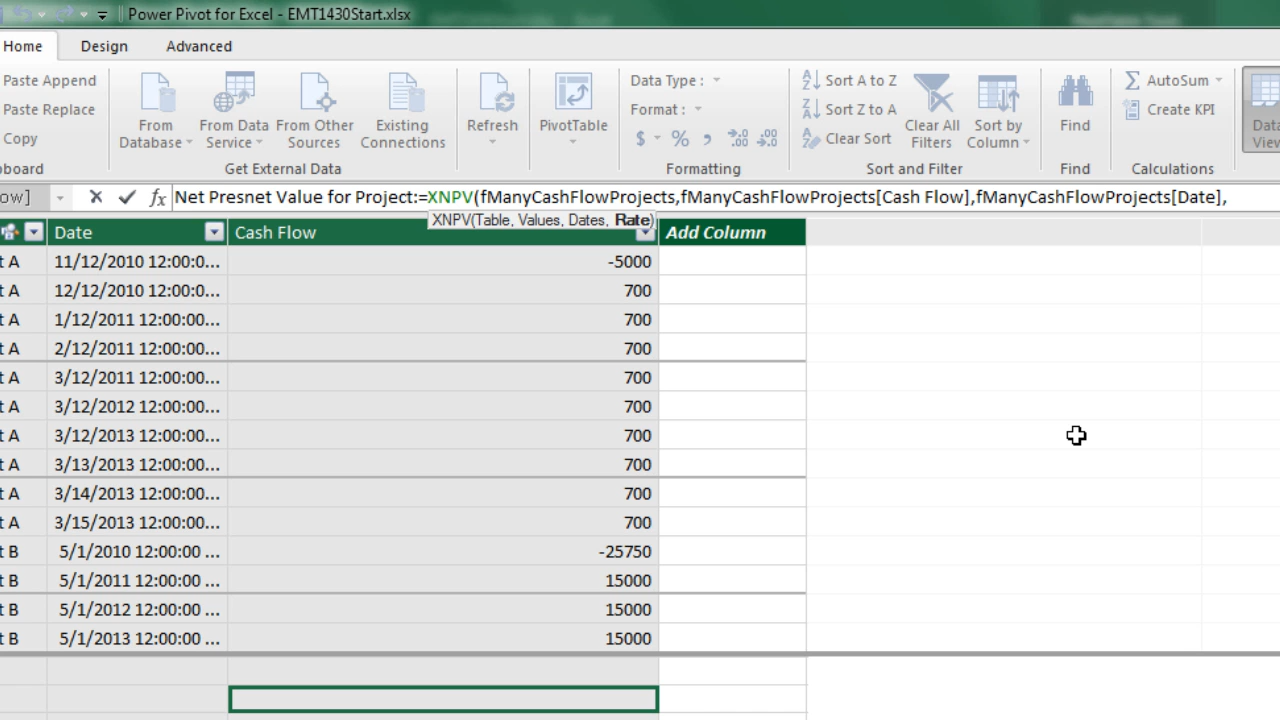 Power Pivot for Excel - EMT1430Start.xlsx
Home Design Advanced
Paste Append
Paste Replace
Copy
From Database
From Data Service
From Other Sources
Existing Connections
Get External Data
Refresh
PivotTable
Data Type :
Format :
$ % , .0 .00 .00 .0
Formatting
Sort A to Z
Sort Z to A
Clear Sort
Clear All Filters
Sort by Column
Sort and Filter
Find
Find
AutoSum
Create KPI
Calculations
ow] fx Net Presnet Value for Project:=XNPV(fManyCashFlowProjects,fManyCashFlowProjects[Cash Flow],fManyCashFlowProjects[Date],
XNPV(Table, Values, Dates, Rate)
Date Cash Flow Add Column
t A 11/12/2010 12:00:0... -5000
t A 12/12/2010 12:00:0... 700
t A 1/12/2011 12:00:00... 700
t A 2/12/2011 12:00:00... 700
t A 3/12/2011 12:00:00... 700
t A 3/12/2012 12:00:00... 700
t A 3/12/2013 12:00:00... 700
t A 3/13/2013 12:00:00... 700
t A 3/14/2013 12:00:00... 700
t A 3/15/2013 12:00:00... 700
t B 5/1/2010 12:00:00 ... -25750
t B 5/1/2011 12:00:00 ... 15000
t B 5/1/2012 12:00:00 ... 15000
t B 5/1/2013 12:00:00 ... 15000